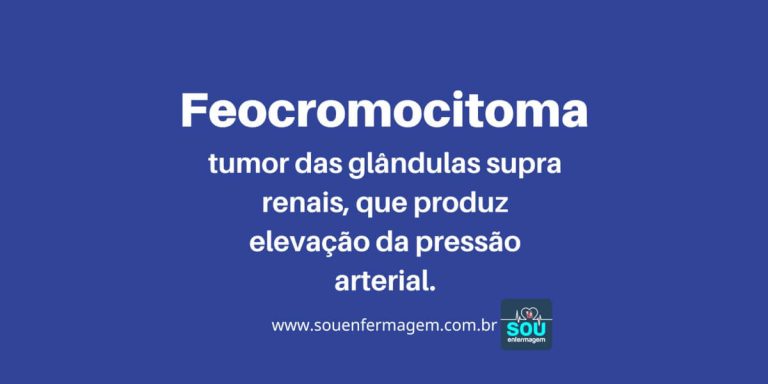 Feocromocitoma
tumor das glândulas supra
renais, que produz
elevação da pressão
arterial.
www.souenfermagem.com.br
SOU
enfermagem